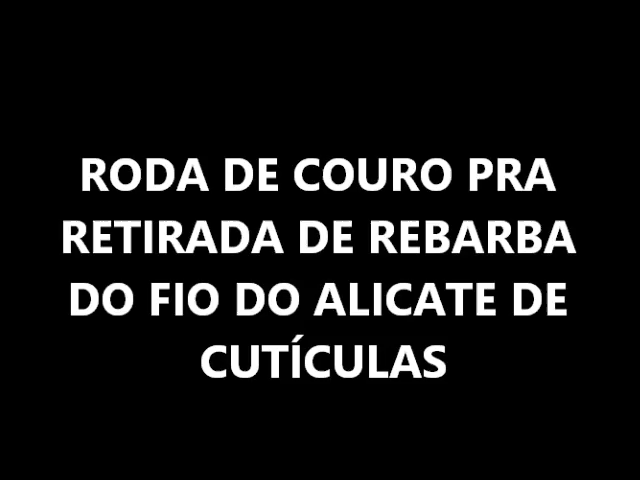 RODA DE COURO PRA
RETIRADA DE REBARBA
DO FIO DO ALICATE DE
CUTÍCULAS